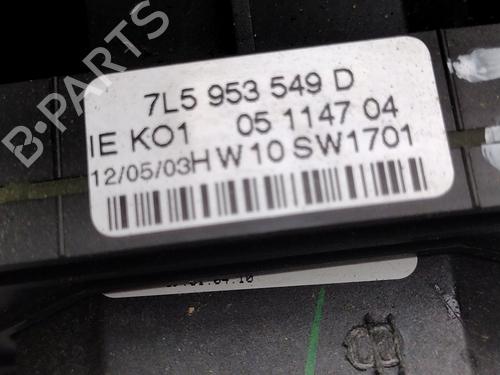 B-PARTS
7L5 953 549 D
IE KO1 05 1147 04
12/05/03H W10 SW1701